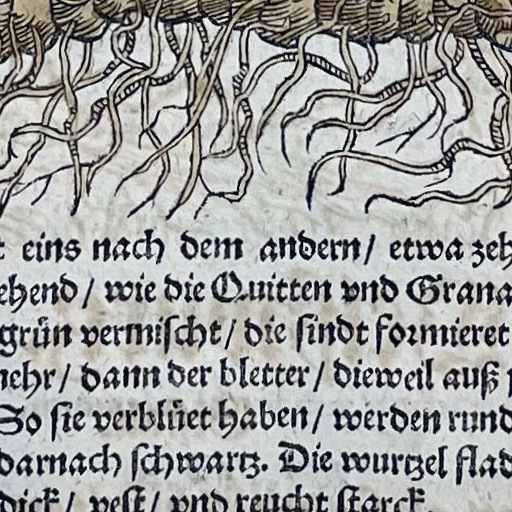 eins nach dem andern/ etwa zeh
ehend/ wie die Quitten vnd Grana
grün vermischt/ die sindt formieret
mehr/ dann der bletter/ dieweil auß
So sie verblüet haben/ werden rund
darnach schwartz. Die wurtzel flad
dick/ vest/ vnd reucht starck.